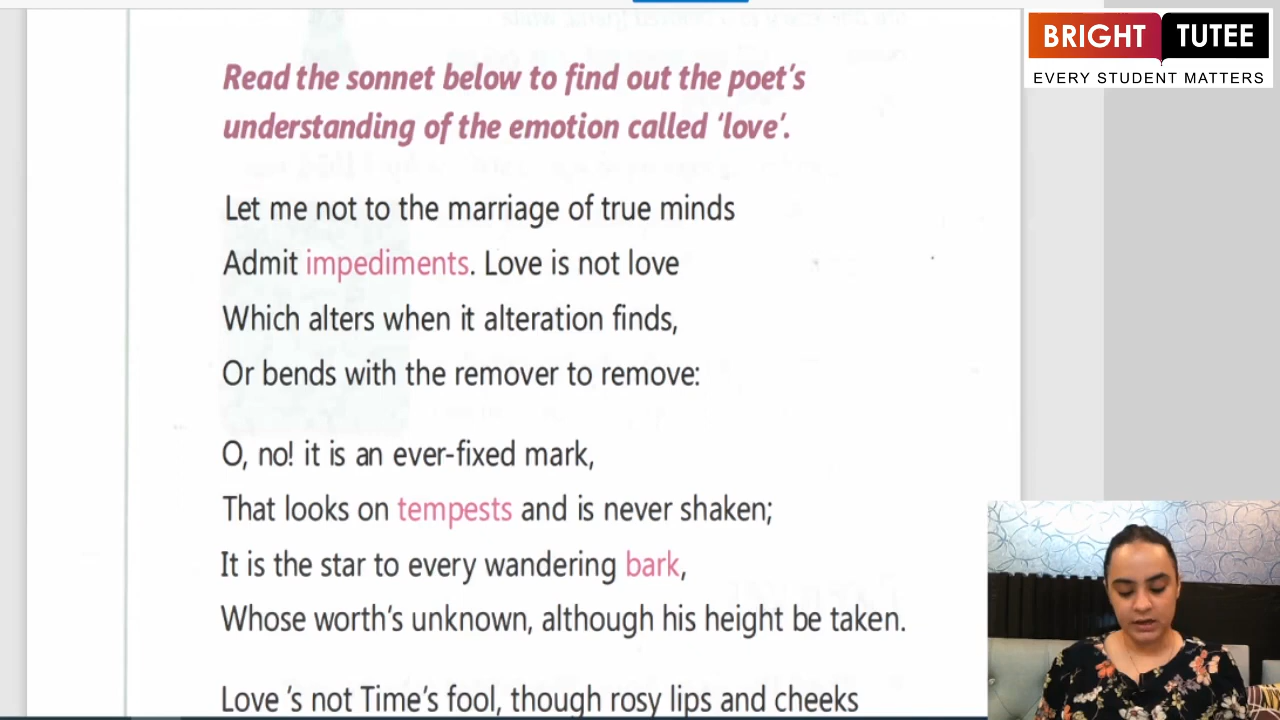 BRIGHT TUTEE
EVERY STUDENT MATTERS
Read the sonnet below to find out the poet's
understanding of the emotion called 'love'.
Let me not to the marriage of true minds
Admit impediments. Love is not love
Which alters when it alteration finds,
Or bends with the remover to remove:
O, no! it is an ever-fixed mark,
That looks on tempests and is never shaken;
It is the star to every wandering bark,
Whose worth's unknown, although his height be taken.
Love 's not Time's fool, though rosy lips and cheeks